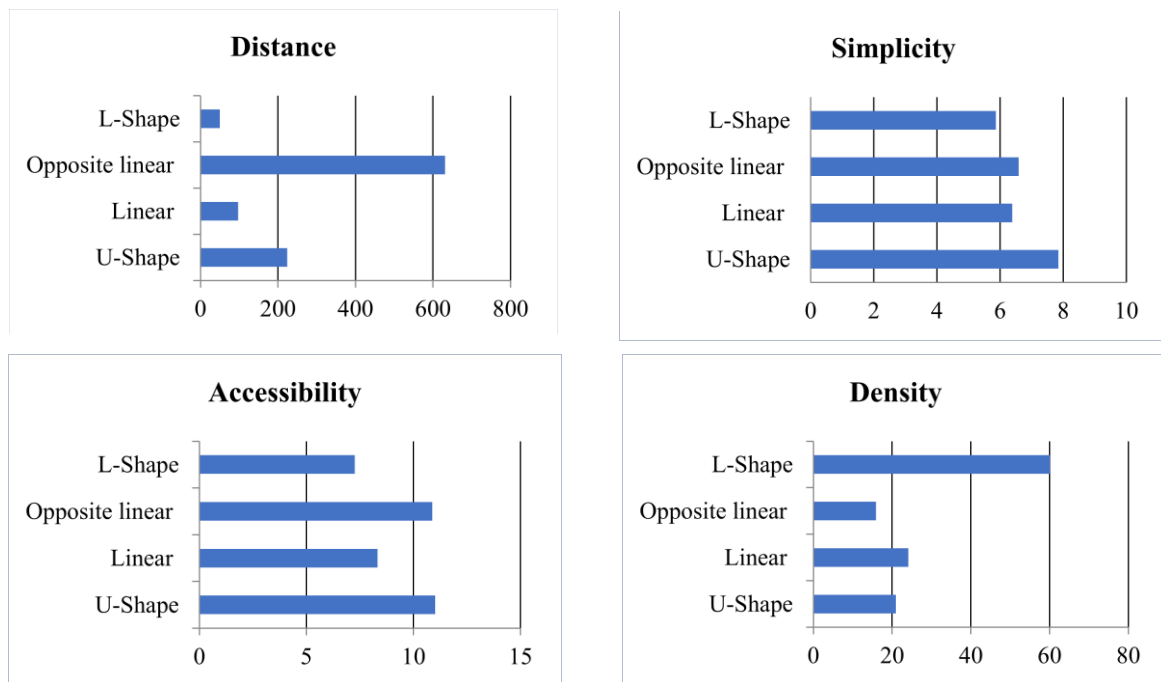 Distance
L-Shape
Opposite linear
Linear
U-Shape
0 200 400 600 800
Simplicity
L-Shape
Opposite linear
Linear
U-Shape
0 2 4 6 8 10
Accessibility
L-Shape
Opposite linear
Linear
U-Shape
0 5 10 15
Density
L-Shape
Opposite linear
Linear
U-Shape
0 20 40 60 80